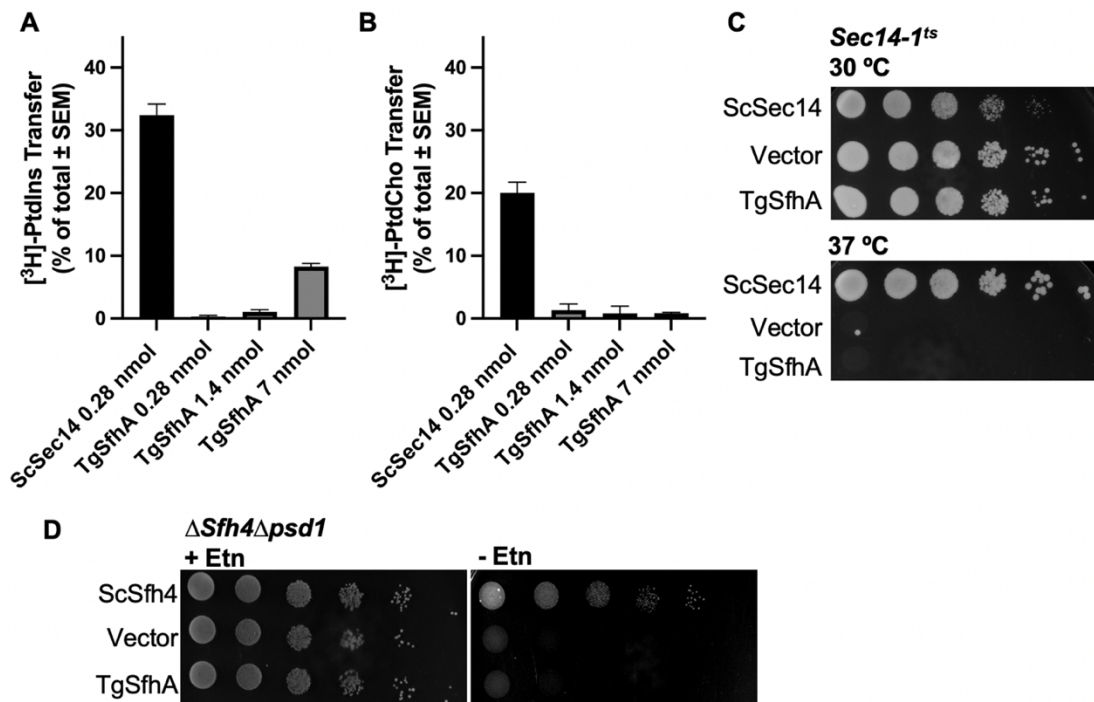 A
[³H]-PtdIns Transfer
(% of total ± SEM)
40
30
20
10
0
ScSec14 0.28 nmol
TgSfhA 0.28 nmol
TgSfhA 1.4 nmol
TgSfhA 7 nmol
B
[³H]-PtdCho Transfer
(% of total ± SEM)
40
30
20
10
0
ScSec14 0.28 nmol
TgSfhA 0.28 nmol
TgSfhA 1.4 nmol
TgSfhA 7 nmol
C
Sec14-1ᵗˢ
30 ºC
ScSec14
Vector
TgSfhA
37 ºC
ScSec14
Vector
TgSfhA
D
ΔSfh4Δpsd1
+ Etn
- Etn
ScSfh4
Vector
TgSfhA